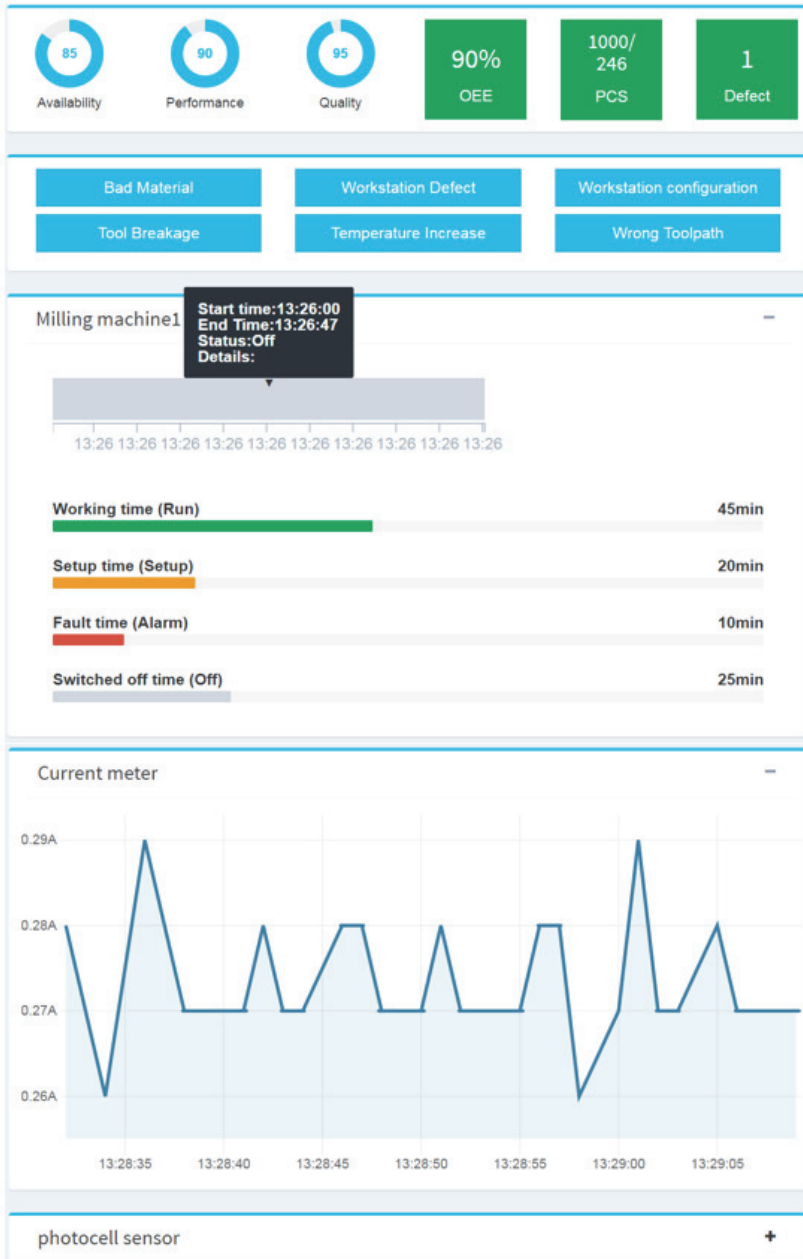 85
90
95
Availability
Performance
Quality
90%
OEE
1000/
246
PCS
1
Defect
Bad Material
Workstation Defect
Workstation configuration
Tool Breakage
Temperature Increase
Wrong Toolpath
Milling machine1
−
Start time:13:26:00
End Time:13:26:47
Status:Off
Details:
13:26 13:26 13:26 13:26 13:26 13:26 13:26 13:26 13:26 13:26
Working time (Run) 45min
Setup time (Setup) 20min
Fault time (Alarm) 10min
Switched off time (Off) 25min
Current meter −
0.29A
0.28A
0.27A
0.26A
13:28:35 13:28:40 13:28:45 13:28:50 13:28:55 13:29:00 13:29:05
photocell sensor +